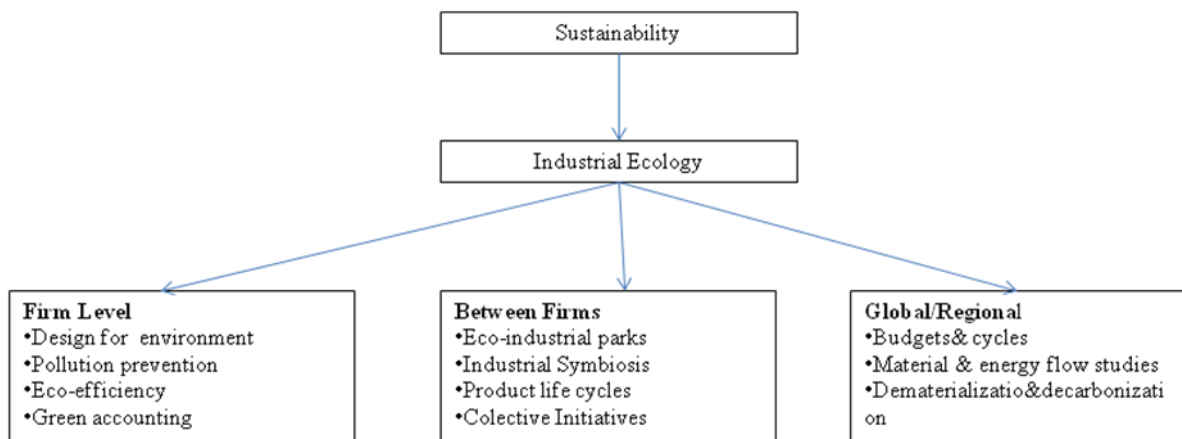 Sustainability
Industrial Ecology
Firm Level
•Design for environment
•Pollution prevention
•Eco-efficiency
•Green accounting
Between Firms
•Eco-industrial parks
•Industrial Symbiosis
•Product life cycles
•Colective Initiatives
Global/Regional
•Budgets& cycles
•Material & energy flow studies
•Dematerializatio&decarbonizati
on